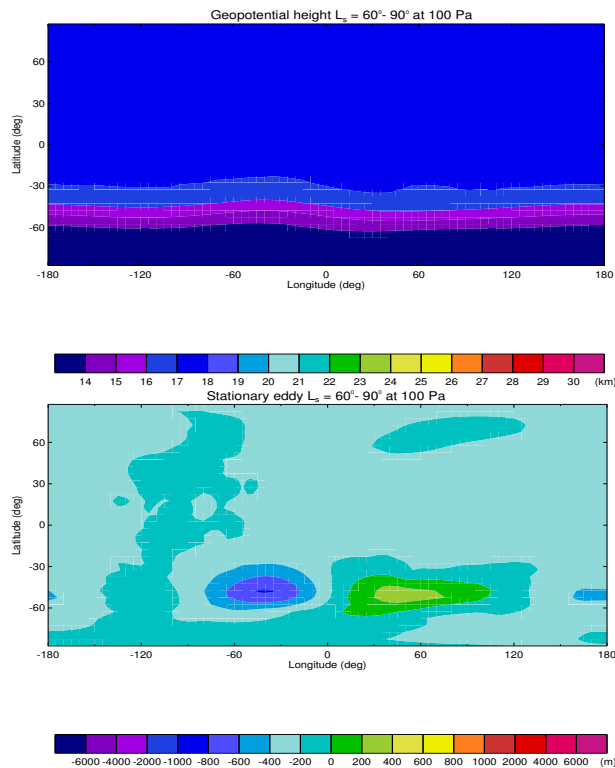 Geopotential height Ls = 60°- 90° at 100 Pa
60
30
0
-30
-60
Latitude (deg)
-180 -120 -60 0 60 120 180
Longitude (deg)
14 15 16 17 18 19 20 21 22 23 24 25 26 27 28 29 30 (km)
Stationary eddy Ls = 60°- 90° at 100 Pa
60
30
0
-30
-60
Latitude (deg)
-180 -120 -60 0 60 120 180
Longitude (deg)
-6000 -4000 -2000 -1000 -800 -600 -400 -200 0 200 400 600 800 1000 2000 4000 6000 (m)